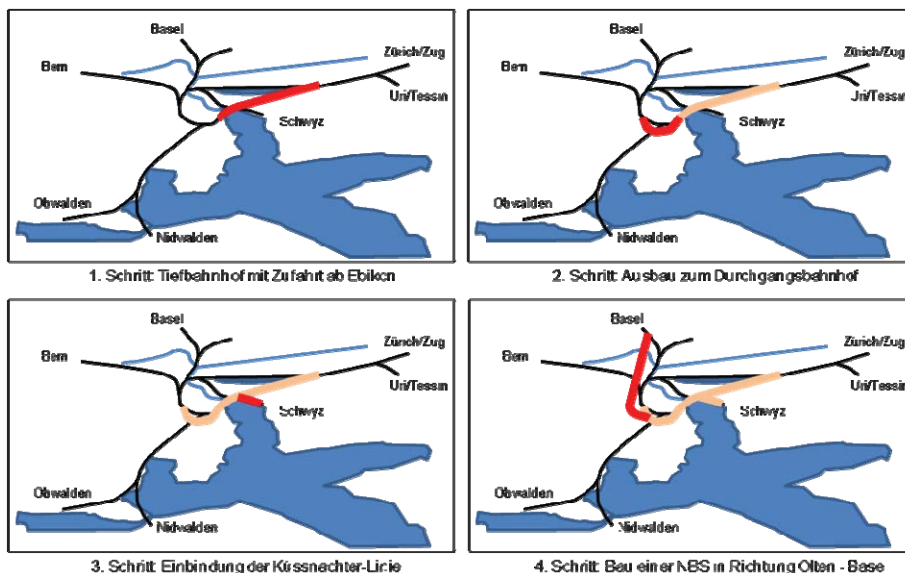 Basel
Bern
Zürich/Zug
Uri/Tessin
Schwyz
Obwalden
Nidwalden
1. Schritt: Tiefbahnhof mit Zufahrt ab Ebikon
Basel
Bern
Zürich/Zug
Uri/Tessin
Schwyz
Obwalden
Nidwalden
2. Schritt: Ausbau zum Durchgangsbahnhof
Basel
Bern
Zürich/Zug
Uri/Tessin
Schwyz
Obwalden
Nidwalden
3. Schritt: Einbindung der Küssnachter-Linie
Basel
Bern
Zürich/Zug
Uri/Tessin
Schwyz
Obwalden
Nidwalden
4. Schritt: Bau einer NBS in Richtung Olten - Base